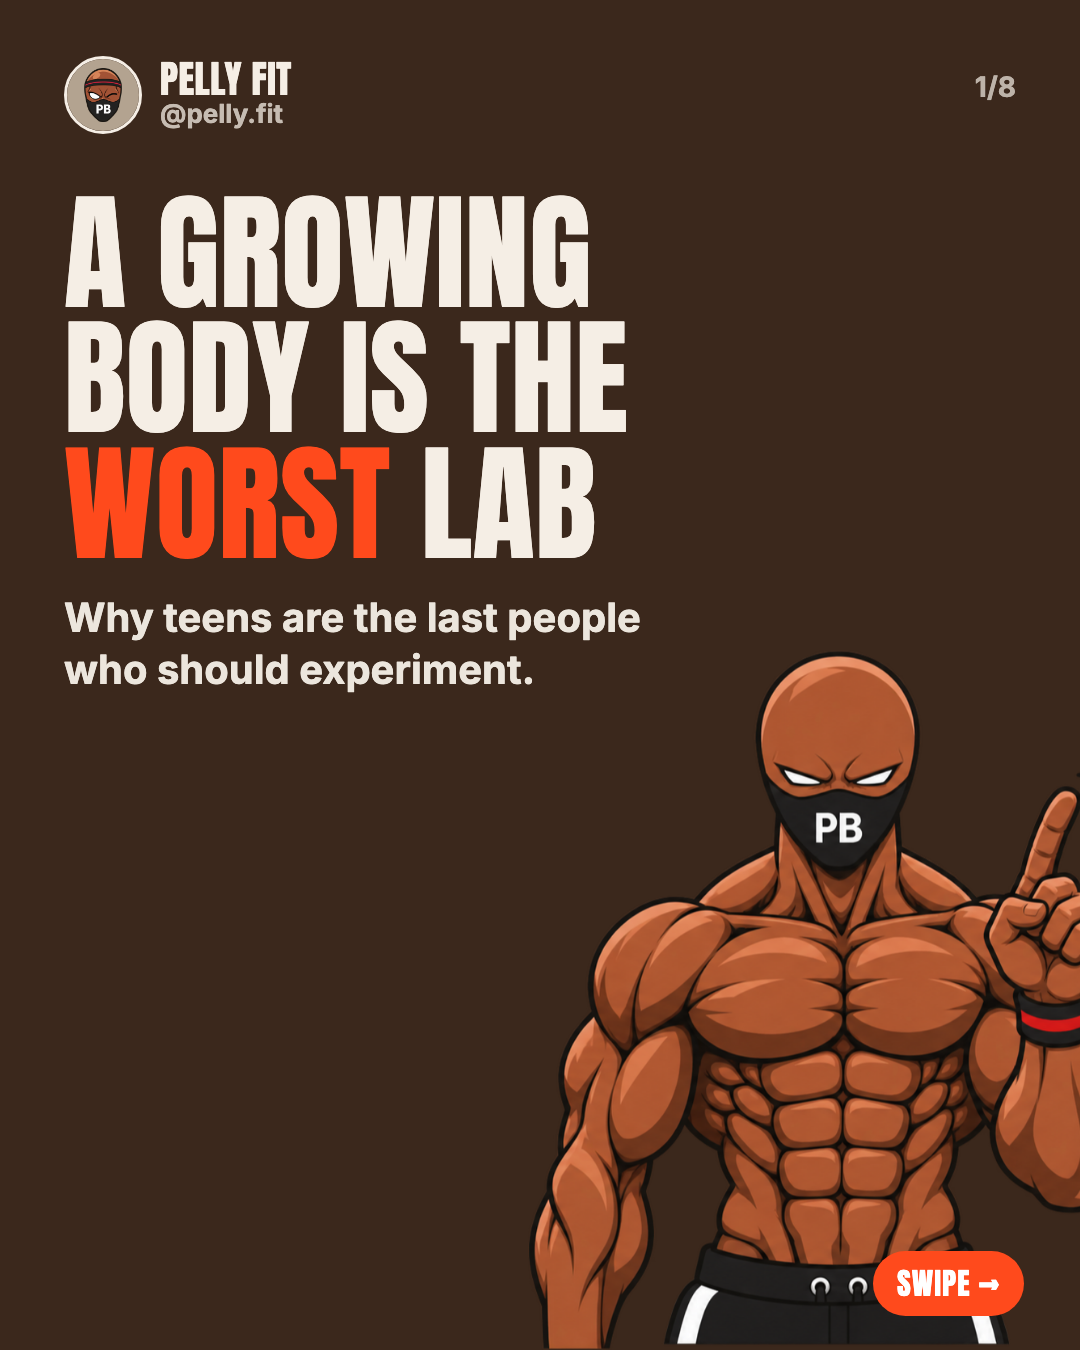 PB
PELLY FIT
@pelly.fit
1/8
A GROWING
BODY IS THE
WORST LAB
Why teens are the last people
who should experiment.
PB
SWIPE →